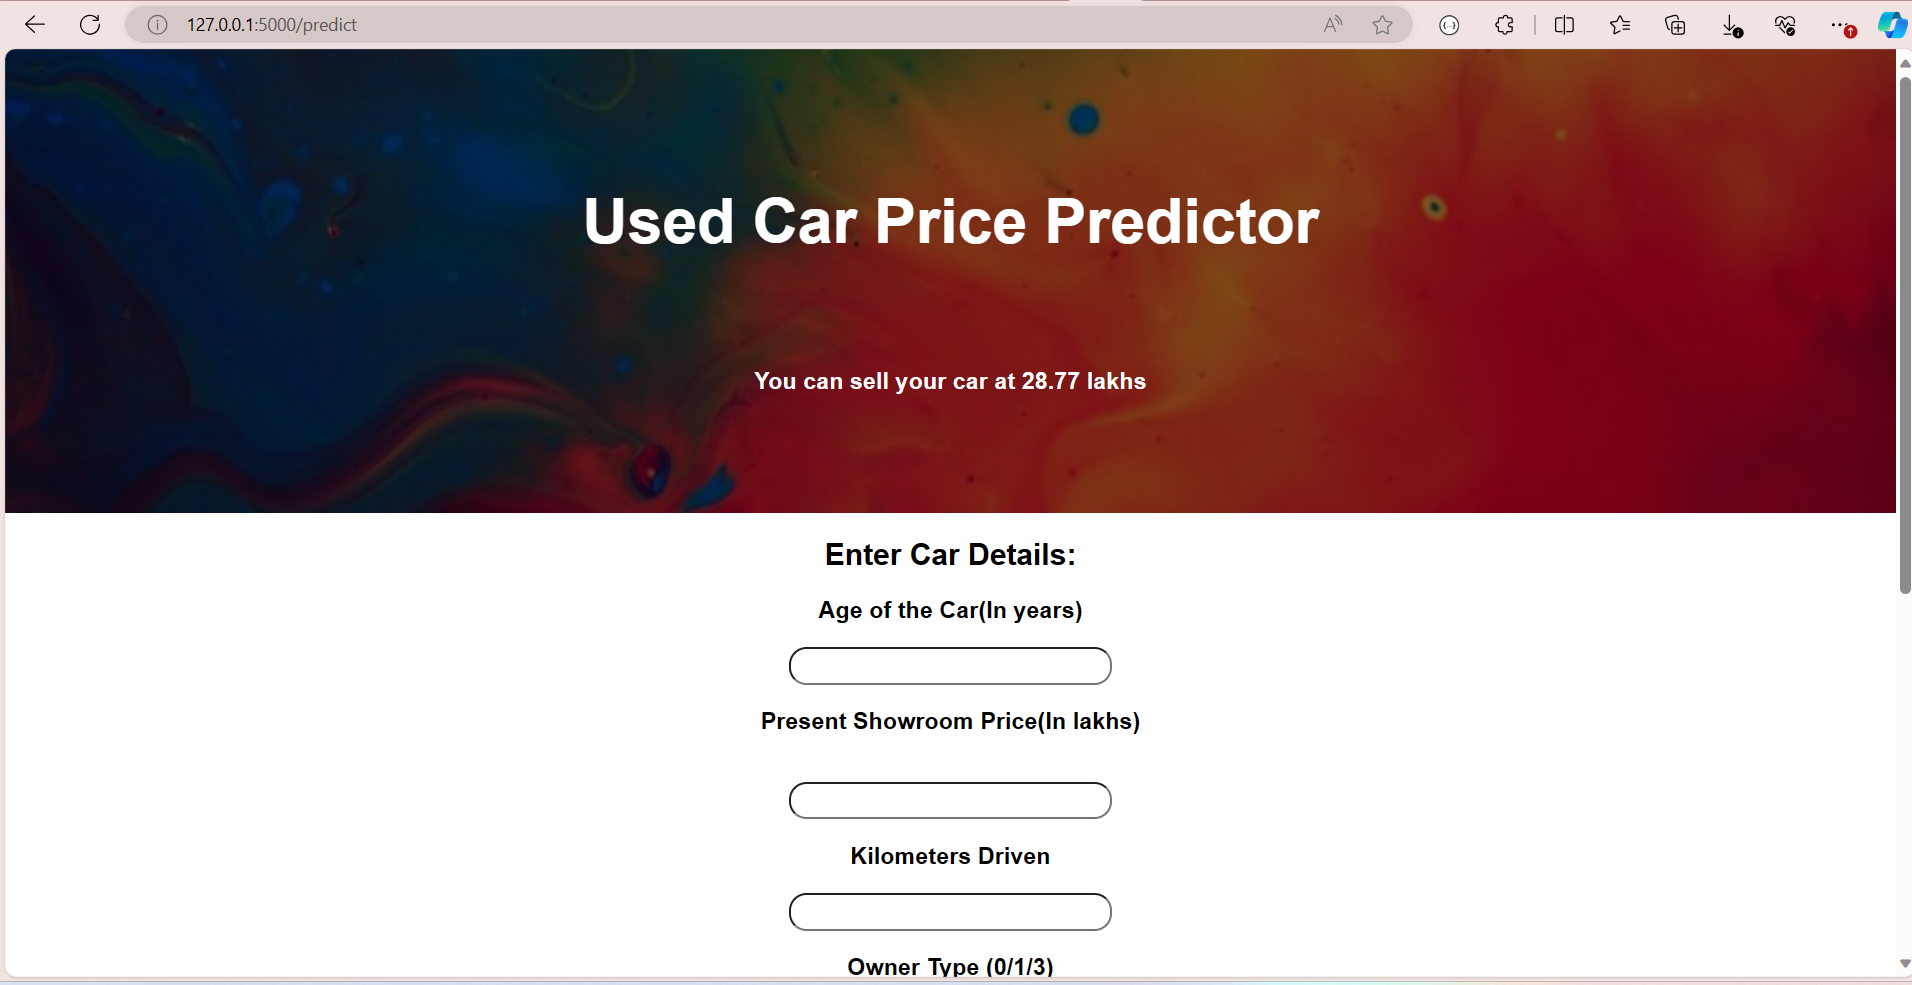 127.0.0.1:5000/predict
Used Car Price Predictor
You can sell your car at 28.77 lakhs
Enter Car Details:
Age of the Car(In years)
Present Showroom Price(In lakhs)
Kilometers Driven
Owner Type (0/1/3)